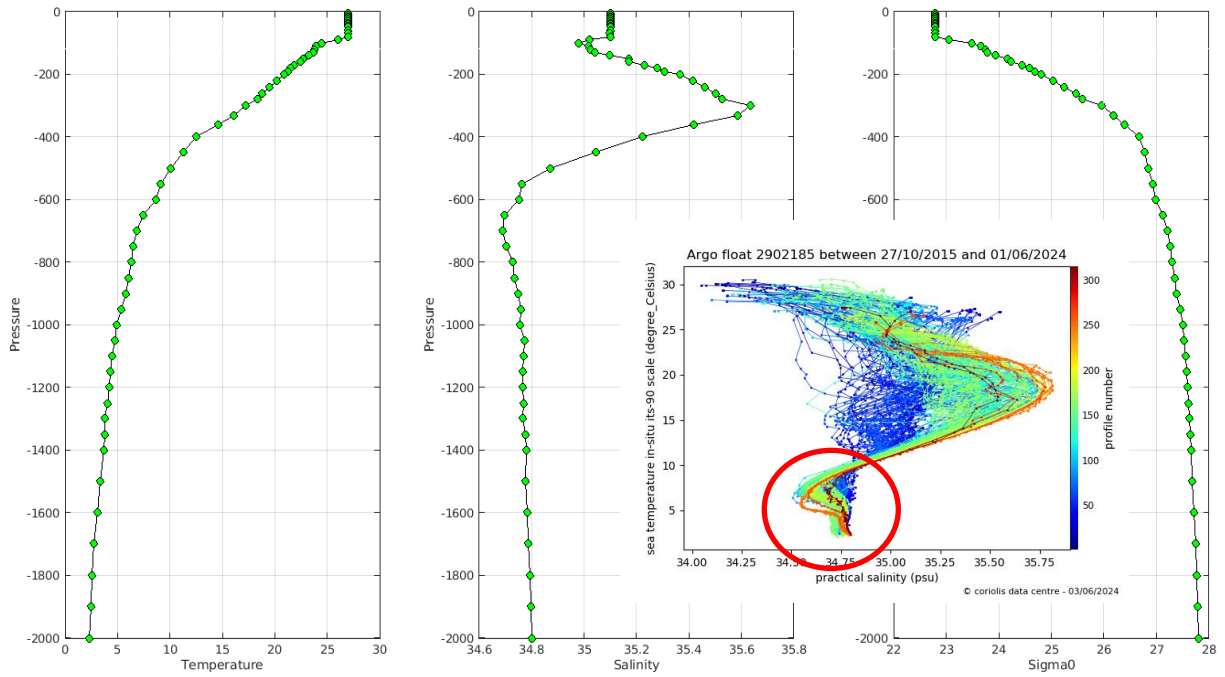 0
-200
-400
-600
-800
-1000
-1200
-1400
-1600
-1800
-2000
Pressure
0 5 10 15 20 25 30
Temperature
0
-200
-400
-600
-800
-1000
-1200
-1400
-1600
-1800
-2000
Pressure
34.6 34.8 35 35.2 35.4 35.6 35.8
Salinity
0
-200
-400
-600
-2000
22 23 24 25 26 27 28
Sigma0
Argo float 2902185 between 27/10/2015 and 01/06/2024
sea temperature in-situ its-90 scale (degree_Celsius)
30
25
20
15
10
5
34.00 34.25 34.50 34.75 35.00 35.25 35.50 35.75
practical salinity (psu)
300
250
200
150
100
50
profile number
© coriolis data centre - 03/06/2024